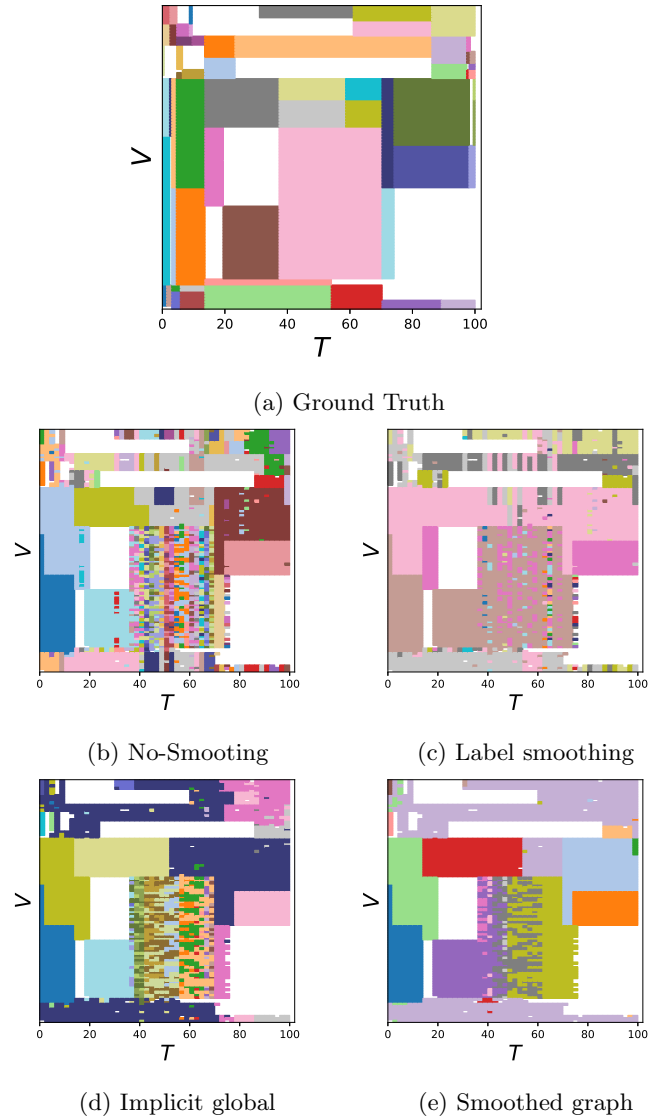 V
0 20 40 60 80 100
T
(a) Ground Truth
V V
0 20 40 60 80 100 0 20 40 60 80 100
T T
(b) No-Smooting (c) Label smoothing
V V
0 20 40 60 80 100 0 20 40 60 80 100
T T
(d) Implicit global (e) Smoothed graph